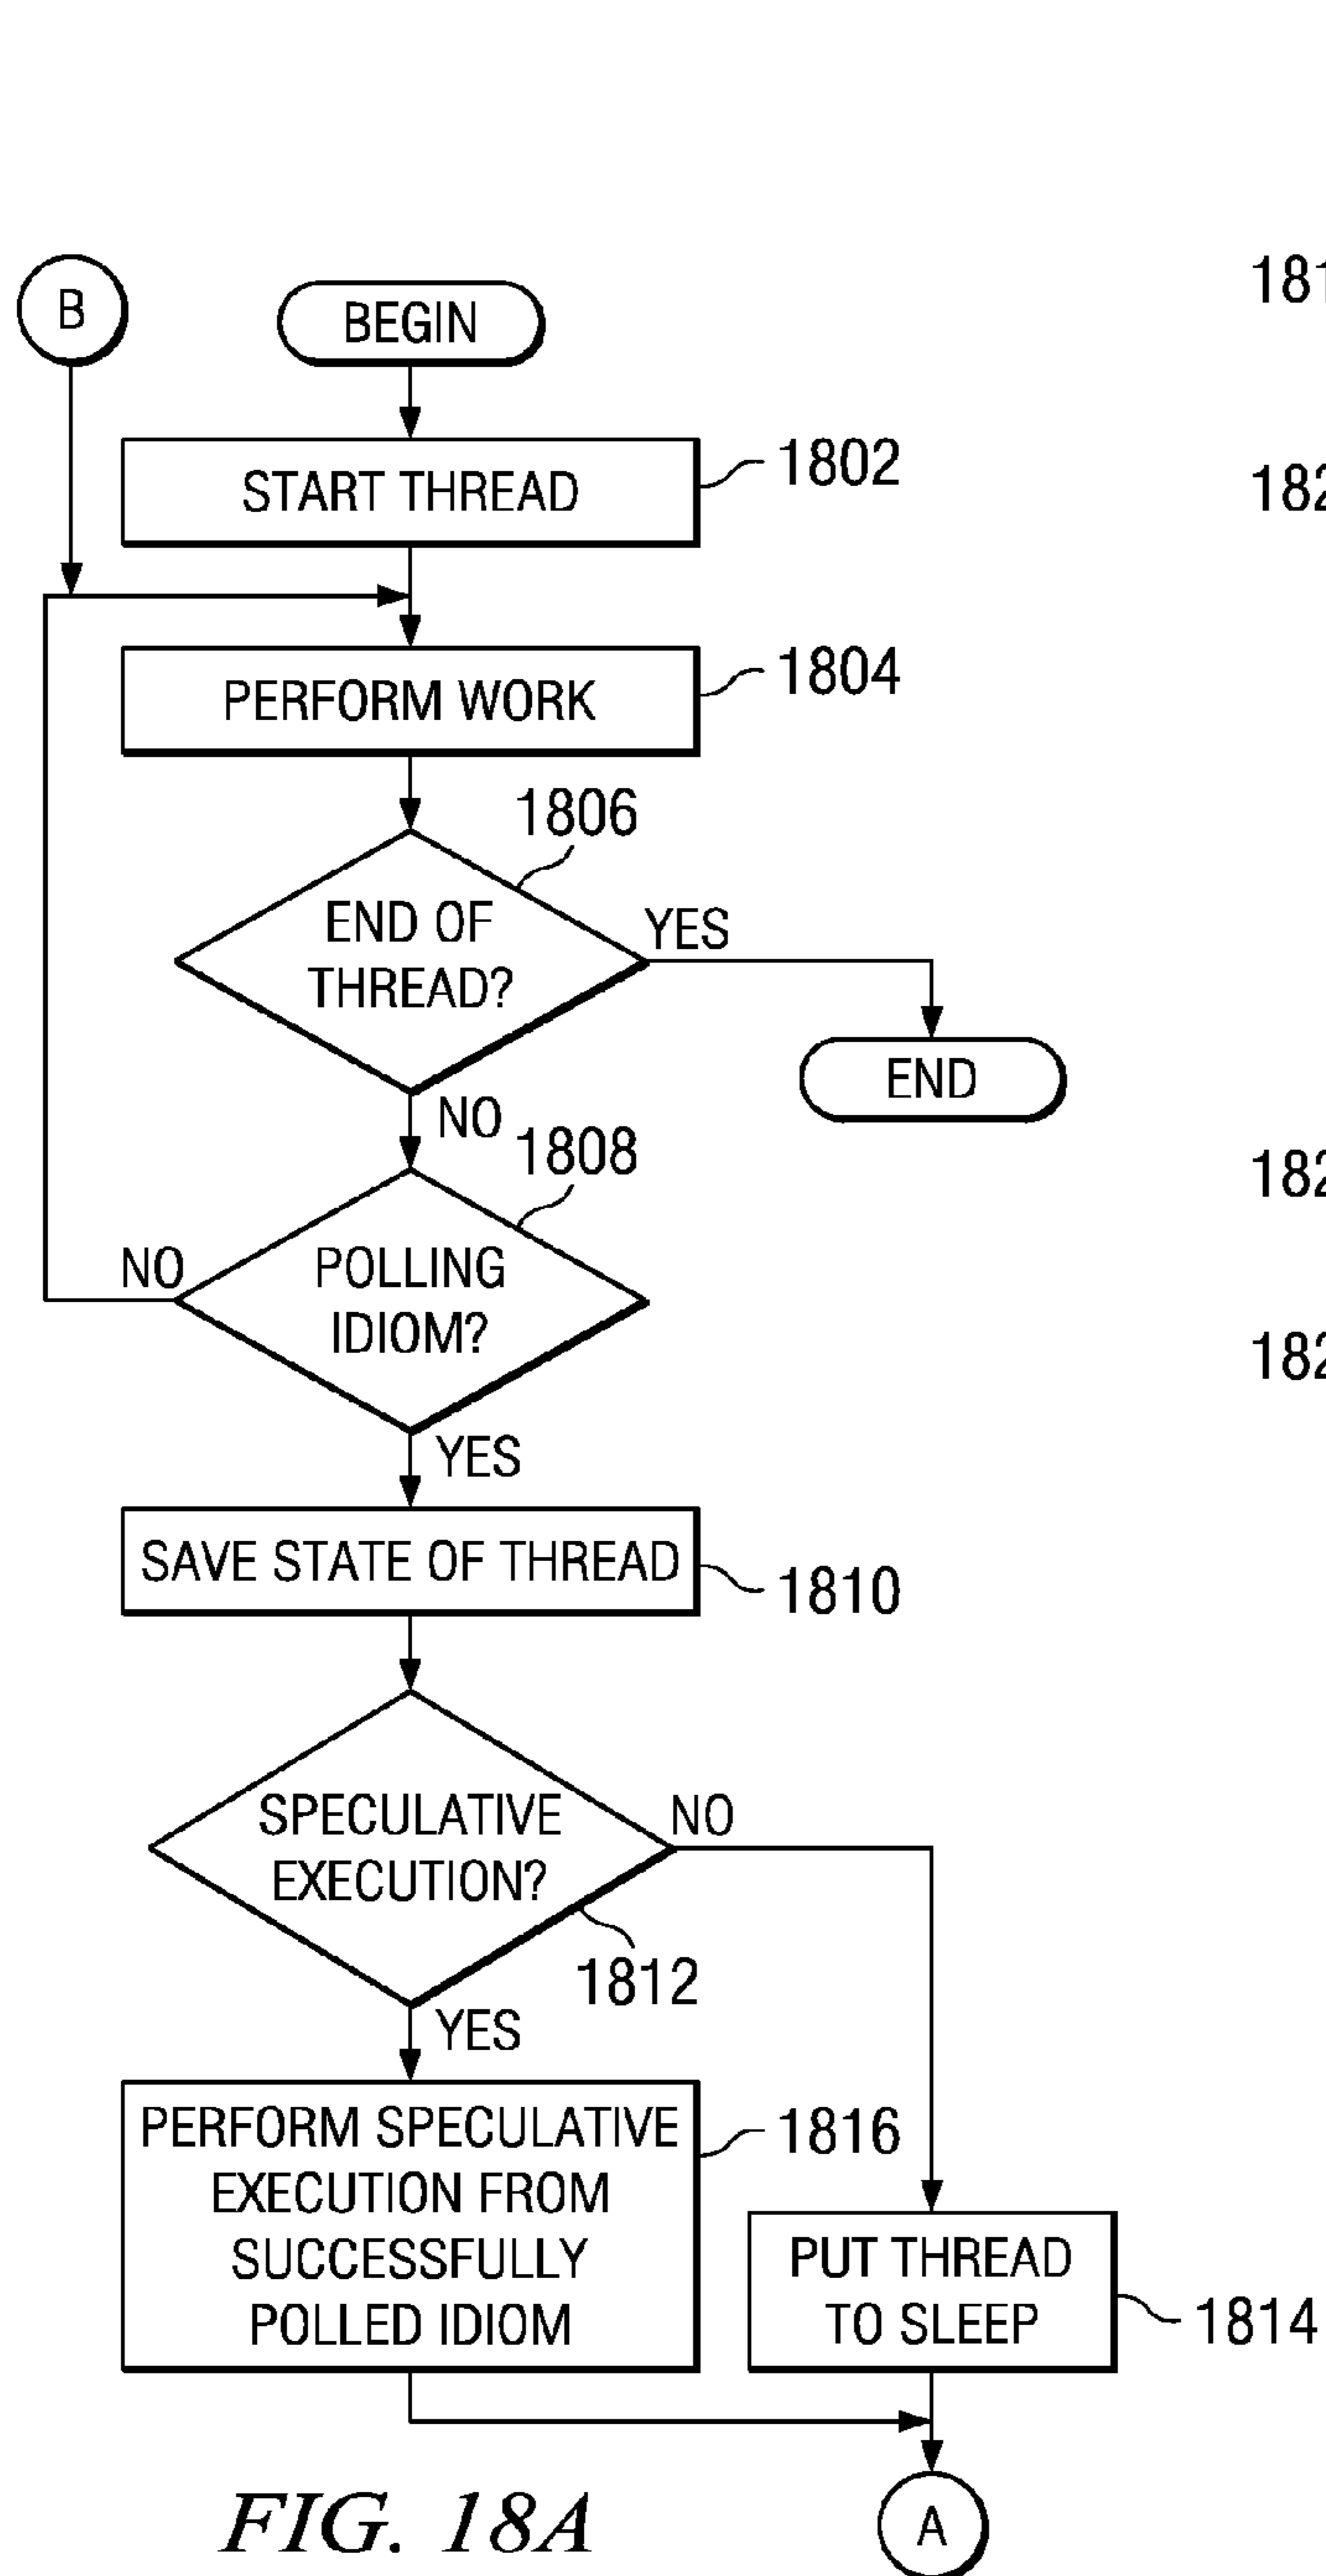 B
BEGIN
START THREAD
1802
PERFORM WORK
1804
1806
END OF
THREAD?
YES
END
NO
1808
POLLING
IDIOM?
NO
YES
SAVE STATE OF THREAD
1810
SPECULATIVE
EXECUTION?
NO
1812
YES
PERFORM SPECULATIVE
EXECUTION FROM
SUCCESSFULLY
POLLED IDIOM
1816
PUT THREAD
TO SLEEP
1814
A
FIG. 18A